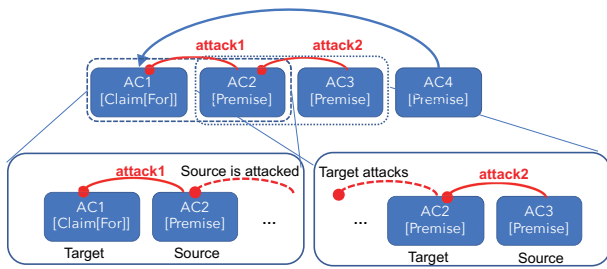 attack1
attack2
AC1
[Claim[For]]
AC2
[Premise]
AC3
[Premise]
AC4
[Premise]
attack1
Source is attacked
AC1
[Claim[For]]
AC2
[Premise]
...
Target
Source
Target attacks
attack2
...
AC2
[Premise]
AC3
[Premise]
Target
Source